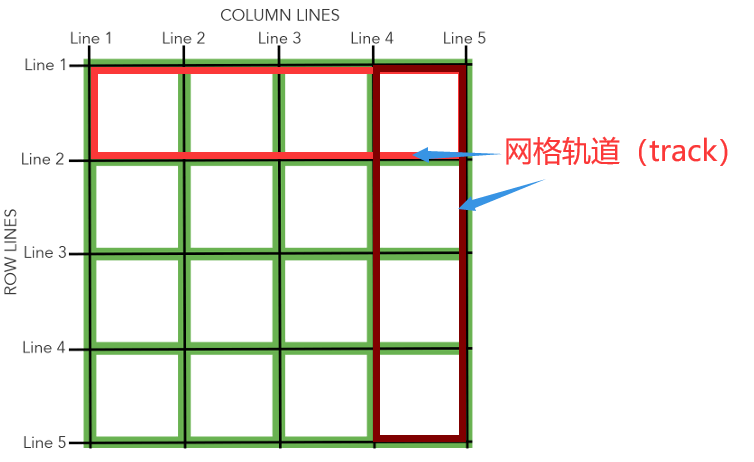 COLUMN LINES
Line 1 Line 2 Line 3 Line 4 Line 5
Line 1
网格轨道（track）
Line 2
ROW LINES
Line 3
Line 4
Line 5